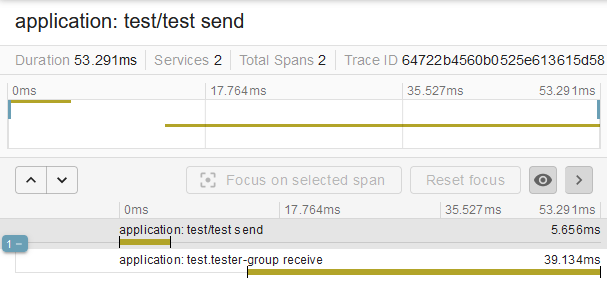 application: test/test send
Duration 53.291ms Services 2 Total Spans 2 Trace ID 64722b4560b0525e613615d58
0ms 17.764ms 35.527ms 53.291ms
Focus on selected span Reset focus
0ms 17.764ms 35.527ms 53.291ms
application: test/test send 5.656ms
1 −
application: test.tester-group receive 39.134ms